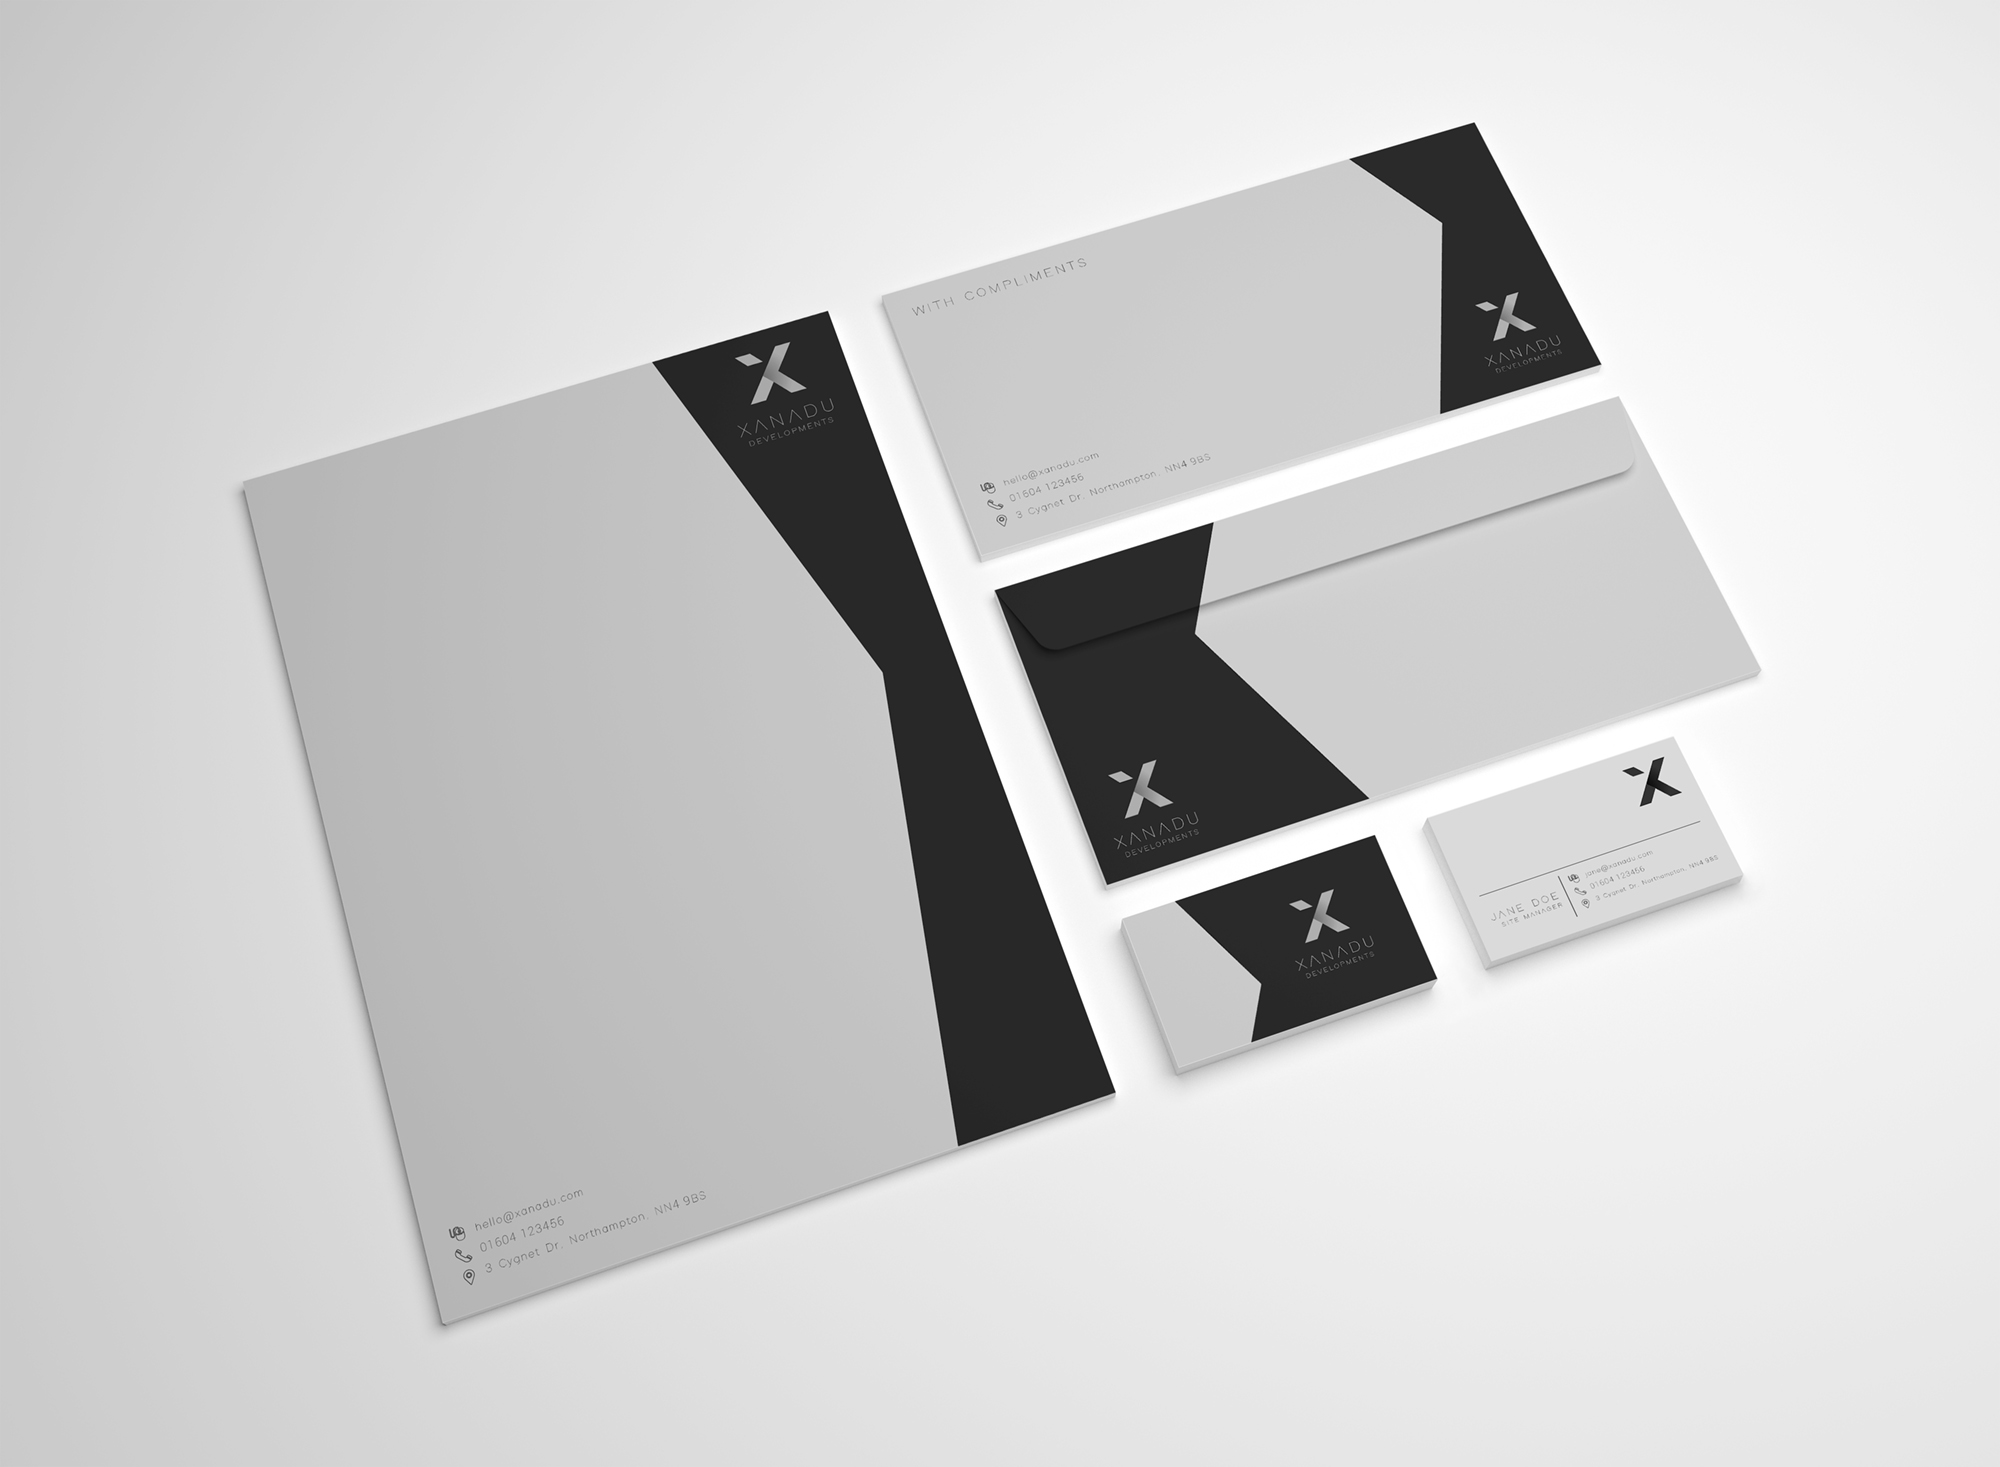 XANADU
DEVELOPMENTS
hello@xanadu.com
01604 123456
3 Cygnet Dr. Northampton. NN4 9BS
WITH COMPLIMENTS
hello@xanadu.com
01604 123456
3 Cygnet Dr. Northampton. NN4 9BS
XANADU
DEVELOPMENTS
XANADU
DEVELOPMENTS
XANADU
DEVELOPMENTS
JANE DOE
SITE MANAGER
jane@xanadu.com
01604 123456
3 Cygnet Dr. Northampton. NN4 9BS